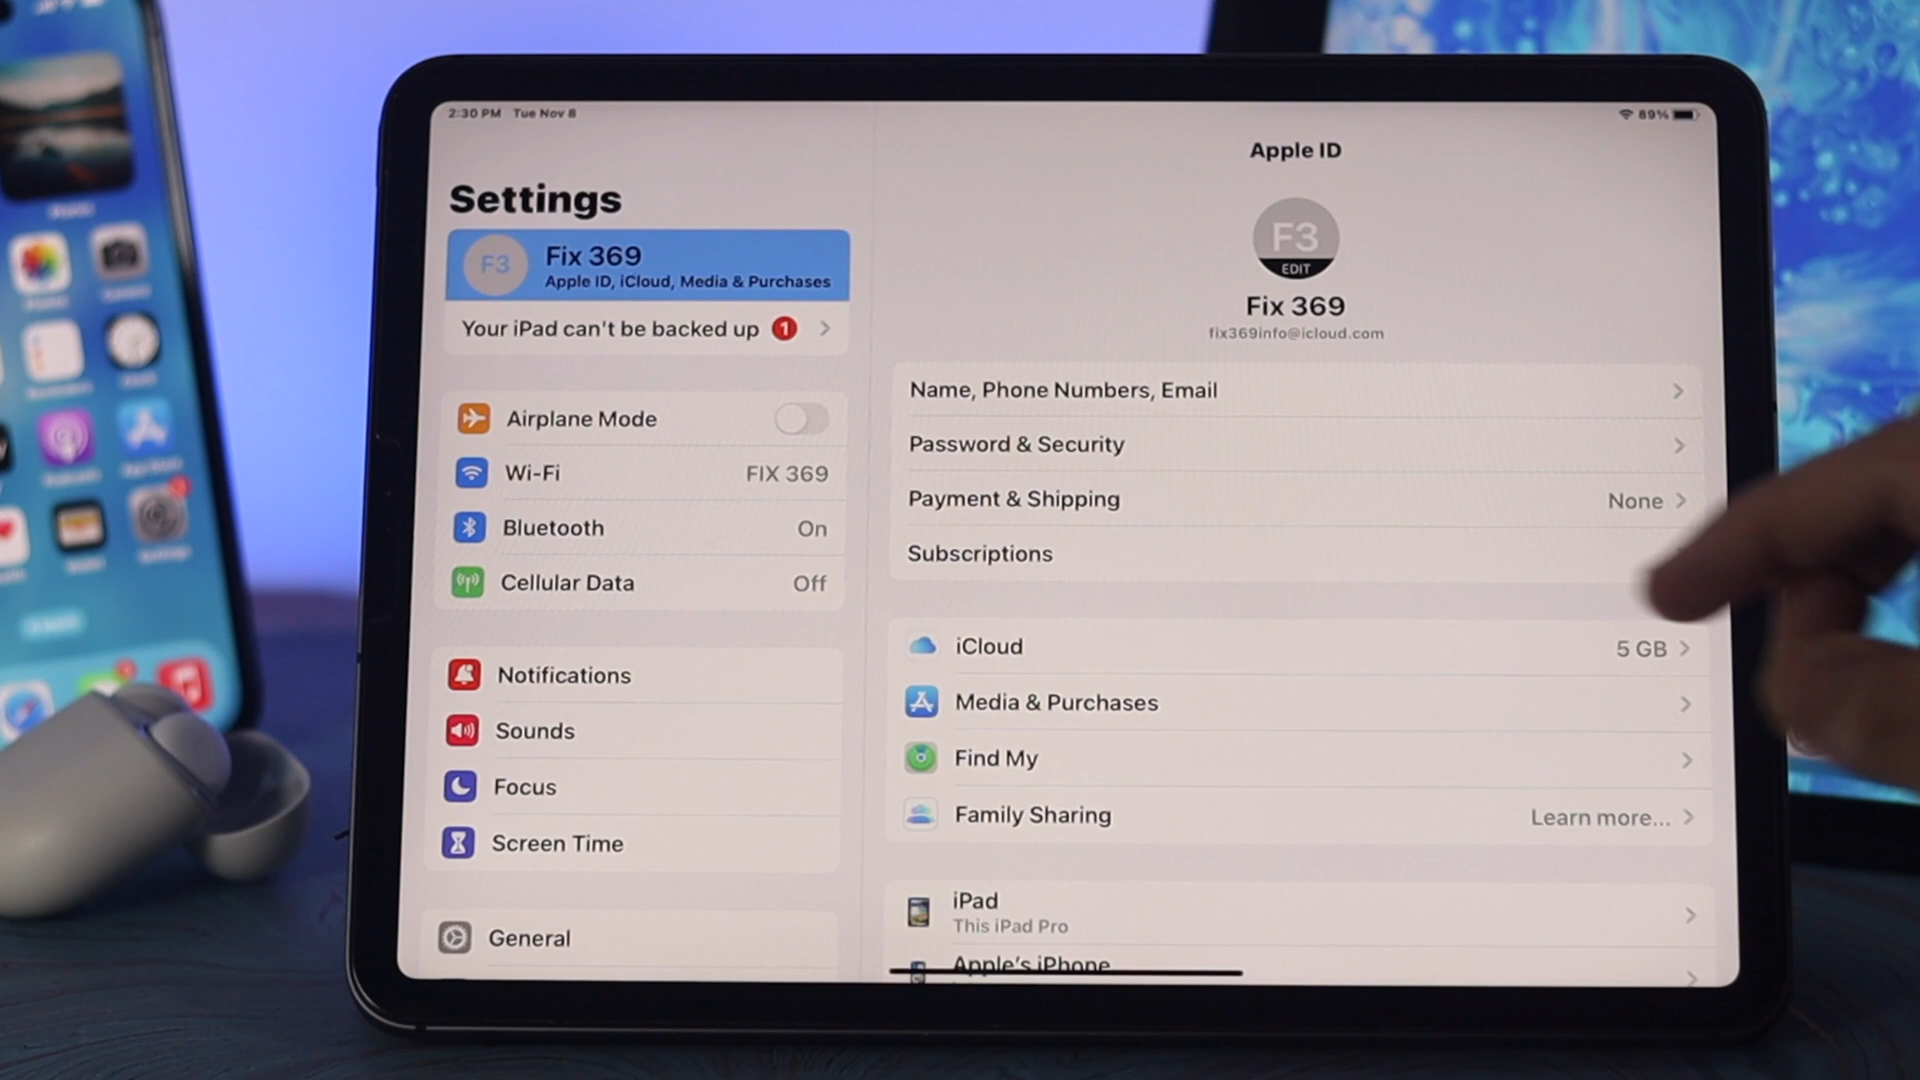 2:30 PM Tue Nov 8
89%
Settings
F3
Fix 369
Apple ID, iCloud, Media & Purchases
Your iPad can't be backed up 1
Airplane Mode
Wi-Fi FIX 369
Bluetooth On
Cellular Data Off
Notifications
Sounds
Focus
Screen Time
General
Apple ID
F3
EDIT
Fix 369
fix369info@icloud.com
Name, Phone Numbers, Email
Password & Security
Payment & Shipping None
Subscriptions
iCloud 5 GB
Media & Purchases
Find My
Family Sharing Learn more...
iPad
This iPad Pro
Apple's iPhone